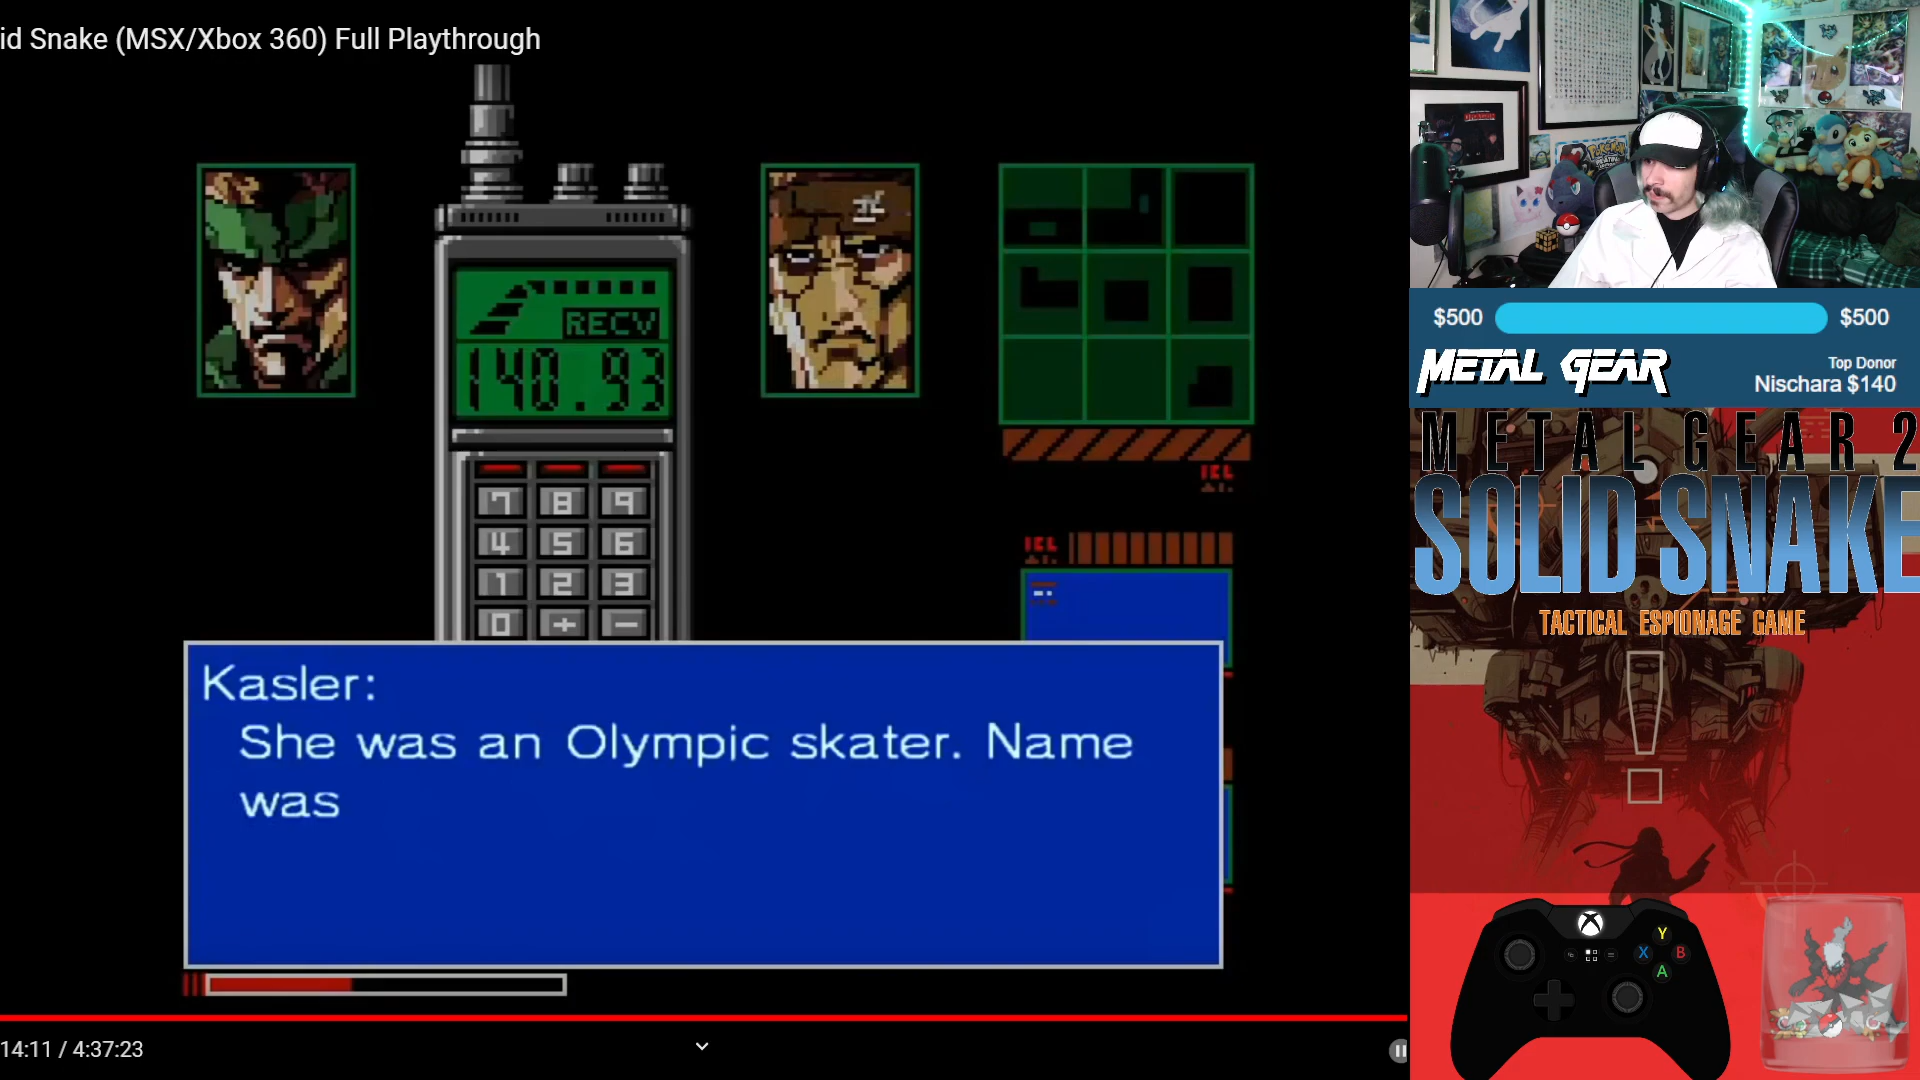 id Snake (MSX/Xbox 360) Full Playthrough
RECV
140.93
7 8 9
4 5 6
1 2 3
0 + -
Kasler:
She was an Olympic skater. Name
was
14:11 / 4:37:23
$500 $500
METAL GEAR
Top Donor
Nischara $140
METAL GEAR 2
SOLID SNAKE
TACTICAL ESPIONAGE GAME
Y
X B
A